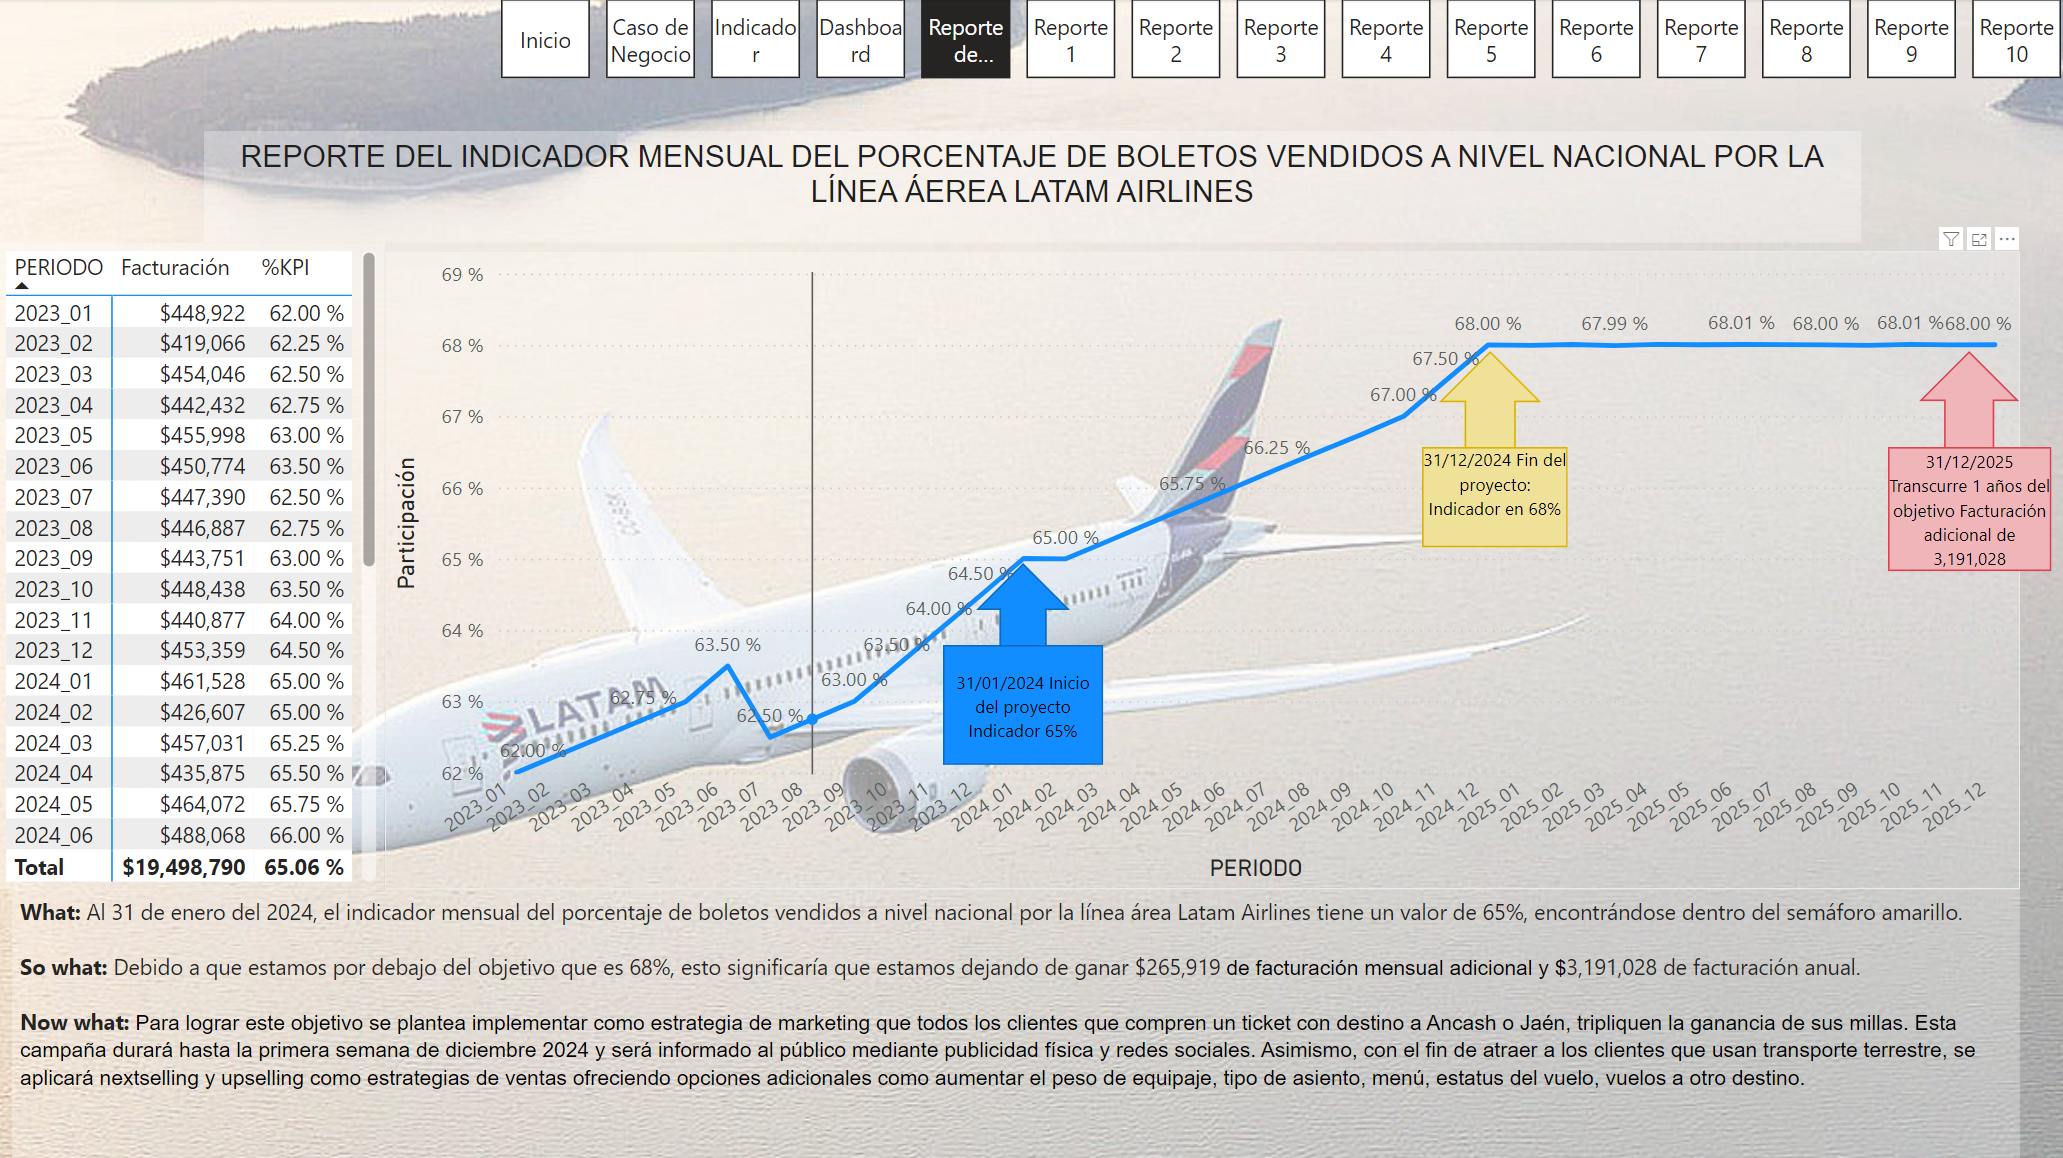 Inicio
Caso de
Negocio
Indicado
r
Dashboa
rd
Reporte
de...
Reporte
1
Reporte
2
Reporte
3
Reporte
4
Reporte
5
Reporte
6
Reporte
7
Reporte
8
Reporte
9
Reporte
10
REPORTE DEL INDICADOR MENSUAL DEL PORCENTAJE DE BOLETOS VENDIDOS A NIVEL NACIONAL POR LA
LÍNEA ÁEREA LATAM AIRLINES
PERIODO Facturación %KPI
2023_01 $448,922 62.00 %
2023_02 $419,066 62.25 %
2023_03 $454,046 62.50 %
2023_04 $442,432 62.75 %
2023_05 $455,998 63.00 %
2023_06 $450,774 63.50 %
2023_07 $447,390 62.50 %
2023_08 $446,887 62.75 %
2023_09 $443,751 63.00 %
2023_10 $448,438 63.50 %
2023_11 $440,877 64.00 %
2023_12 $453,359 64.50 %
2024_01 $461,528 65.00 %
2024_02 $426,607 65.00 %
2024_03 $457,031 65.25 %
2024_04 $435,875 65.50 %
2024_05 $464,072 65.75 %
2024_06 $488,068 66.00 %
Total $19,498,790 65.06 %
Participación
69 %
68 %
67 %
66 %
65 %
64 %
63 %
62 %
62.00 %
62.75 %
63.50 %
62.50 %
63.00 %
63.50 %
64.00 %
64.50 %
65.00 %
65.75 %
66.25 %
67.00 %
67.50 %
68.00 %
67.99 %
68.01 %
68.00 %
68.01 %
68.00 %
LATAM
31/01/2024 Inicio
del proyecto
Indicador 65%
31/12/2024 Fin del
proyecto:
Indicador en 68%
31/12/2025
Transcurre 1 años del
objetivo Facturación
adicional de
3,191,028
2023_01
2023_02
2023_03
2023_04
2023_05
2023_06
2023_07
2023_08
2023_09
2023_10
2023_11
2023_12
2024_01
2024_02
2024_03
2024_04
2024_05
2024_06
2024_07
2024_08
2024_09
2024_10
2024_11
2024_12
2025_01
2025_02
2025_03
2025_04
2025_05
2025_06
2025_07
2025_08
2025_09
2025_10
2025_11
2025_12
PERIODO
What: Al 31 de enero del 2024, el indicador mensual del porcentaje de boletos vendidos a nivel nacional por la línea área Latam Airlines tiene un valor de 65%, encontrándose dentro del semáforo amarillo.
So what: Debido a que estamos por debajo del objetivo que es 68%, esto significaría que estamos dejando de ganar $265,919 de facturación mensual adicional y $3,191,028 de facturación anual.
Now what: Para lograr este objetivo se plantea implementar como estrategia de marketing que todos los clientes que compren un ticket con destino a Ancash o Jaén, tripliquen la ganancia de sus millas. Esta
campaña durará hasta la primera semana de diciembre 2024 y será informado al público mediante publicidad física y redes sociales. Asimismo, con el fin de atraer a los clientes que usan transporte terrestre, se
aplicará nextselling y upselling como estrategias de ventas ofreciendo opciones adicionales como aumentar el peso de equipaje, tipo de asiento, menú, estatus del vuelo, vuelos a otro destino.